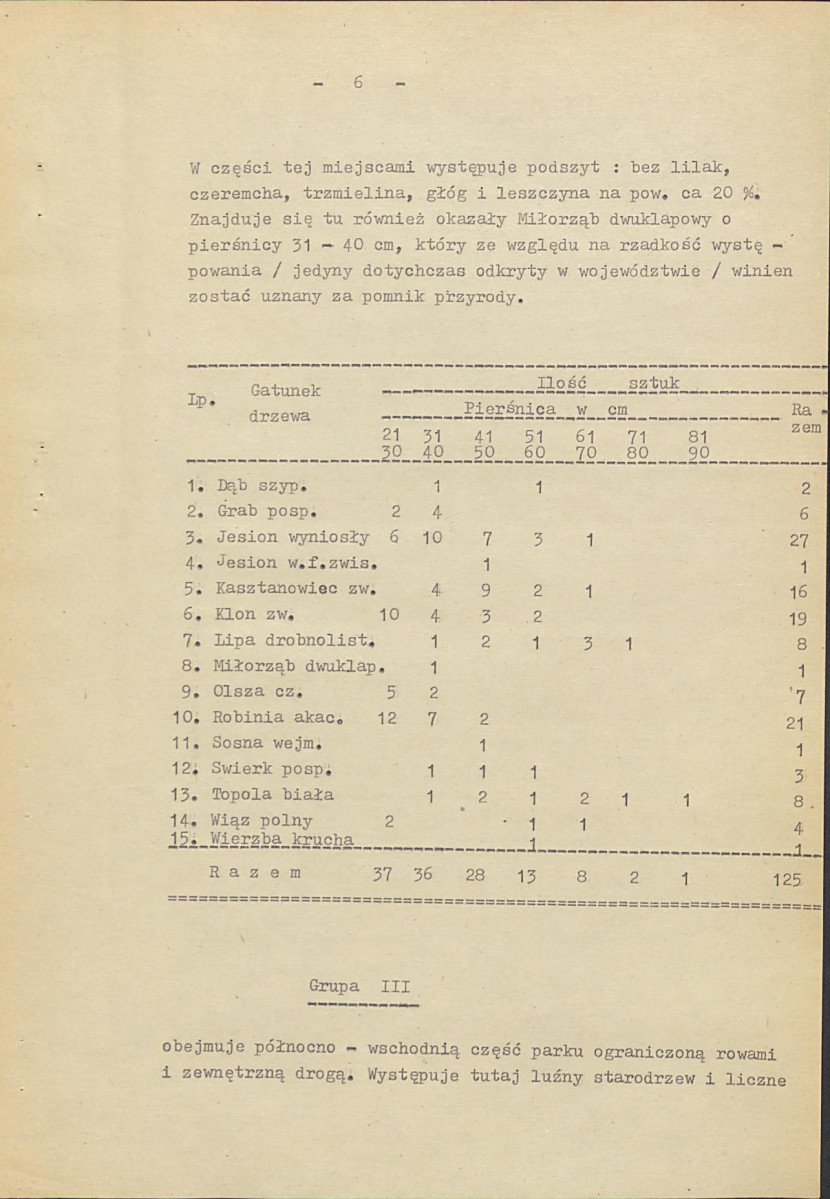 - 6 -
W części tej miejscami występuje podszyt : bez lilak,
czeremcha, trzmielina, głóg i leszczyna na pow. ca 20 %.
Znajduje się tu również okazały Miłorząb dwuklapowy o
pierśnicy 31 - 40 cm, który ze względu na rzadkość wystę -
powania / jedyny dotychczas odkryty w województwie / winien
zostać uznany za pomnik przyrody.
Lp. Gatunek drzewa Ilość sztuk
Pierśnica w cm Ra -
zem
21 31 41 51 61 71 81
30 40 50 60 70 80 90
1. Dąb szyp. 1 1 2
2. Grab posp. 2 4 6
3. Jesion wyniosły 6 10 7 3 1 27
4. Jesion w.f.zwis. 1 1
5. Kasztanowiec zw. 4 9 2 1 16
6. Klon zw. 10 4 3 2 19
7. Lipa drobnolist. 1 2 1 3 1 8
8. Miłorząb dwuklap. 1 1
9. Olsza cz. 5 2 7
10. Robinia akac. 12 7 2 21
11. Sosna wejm. 1 1
12. Swierk posp. 1 1 1 3
13. Topola biała 1 2 1 2 1 1 8
14. Wiąz polny 2 1 1 4
15. Wierzba krucha 1 1
R a z e m 37 36 28 13 8 2 1 125
Grupa III
obejmuje północno - wschodnią część parku ograniczoną rowami
i zewnętrzną drogą. Występuje tutaj luźny starodrzew i liczne